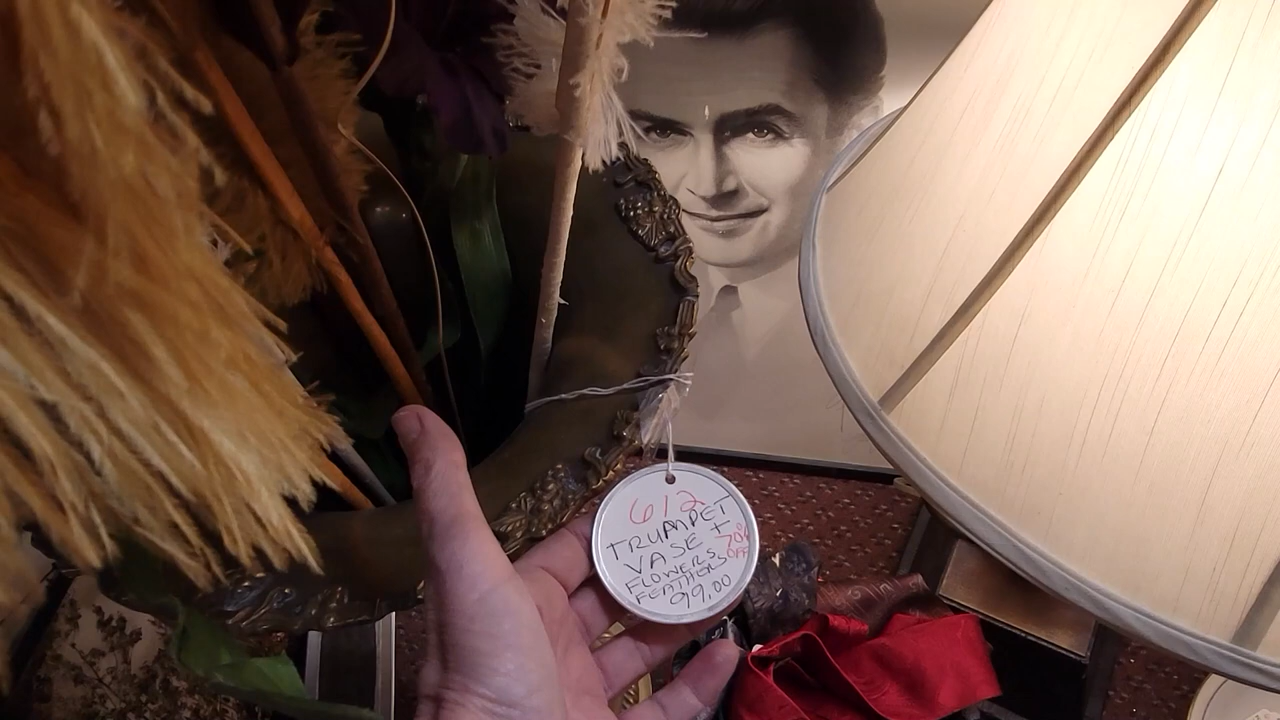 612
TRUMPET
VASE +
FLOWERS
FEATHERS
99.00
70%
OFF